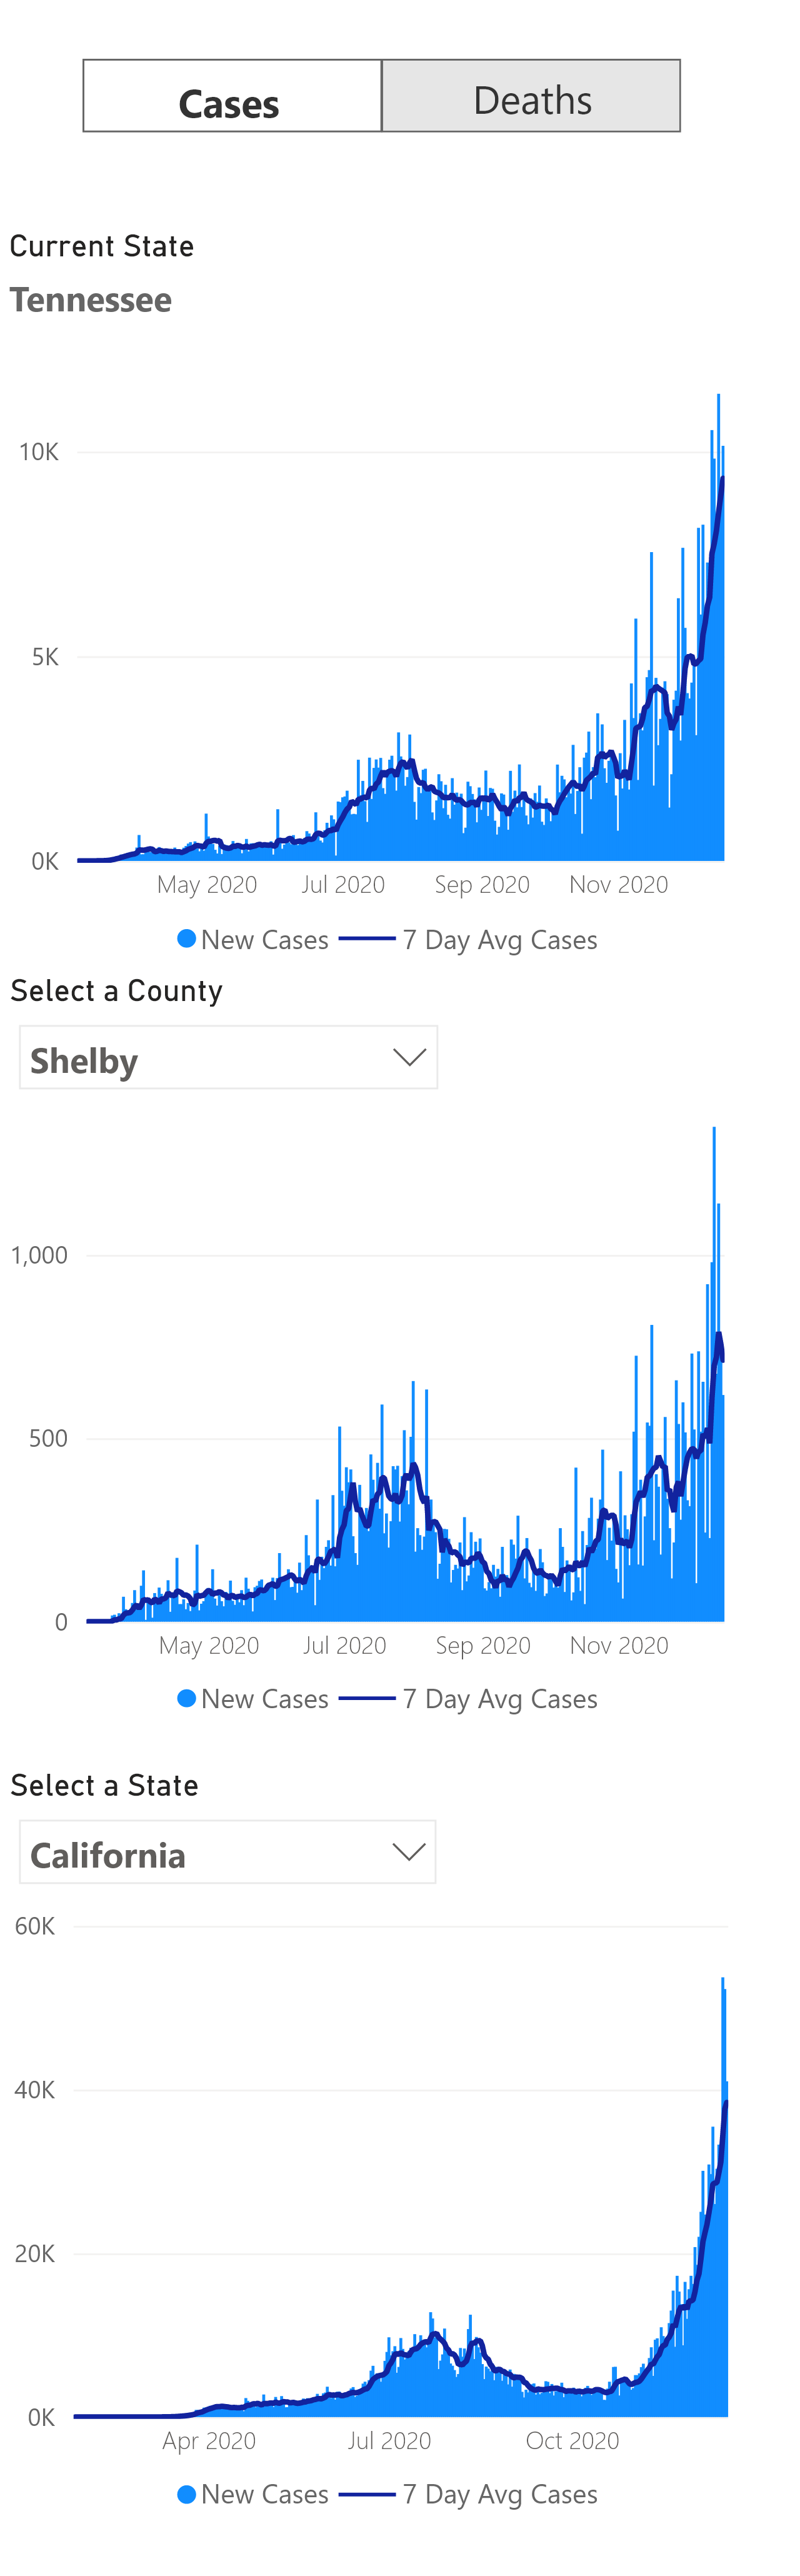 Cases Deaths
Current State
Tennessee
10K
5K
0K
May 2020 Jul 2020 Sep 2020 Nov 2020
New Cases 7 Day Avg Cases
Select a County
Shelby
1,000
500
0
May 2020 Jul 2020 Sep 2020 Nov 2020
New Cases 7 Day Avg Cases
Select a State
California
60K
40K
20K
0K
Apr 2020 Jul 2020 Oct 2020
New Cases 7 Day Avg Cases